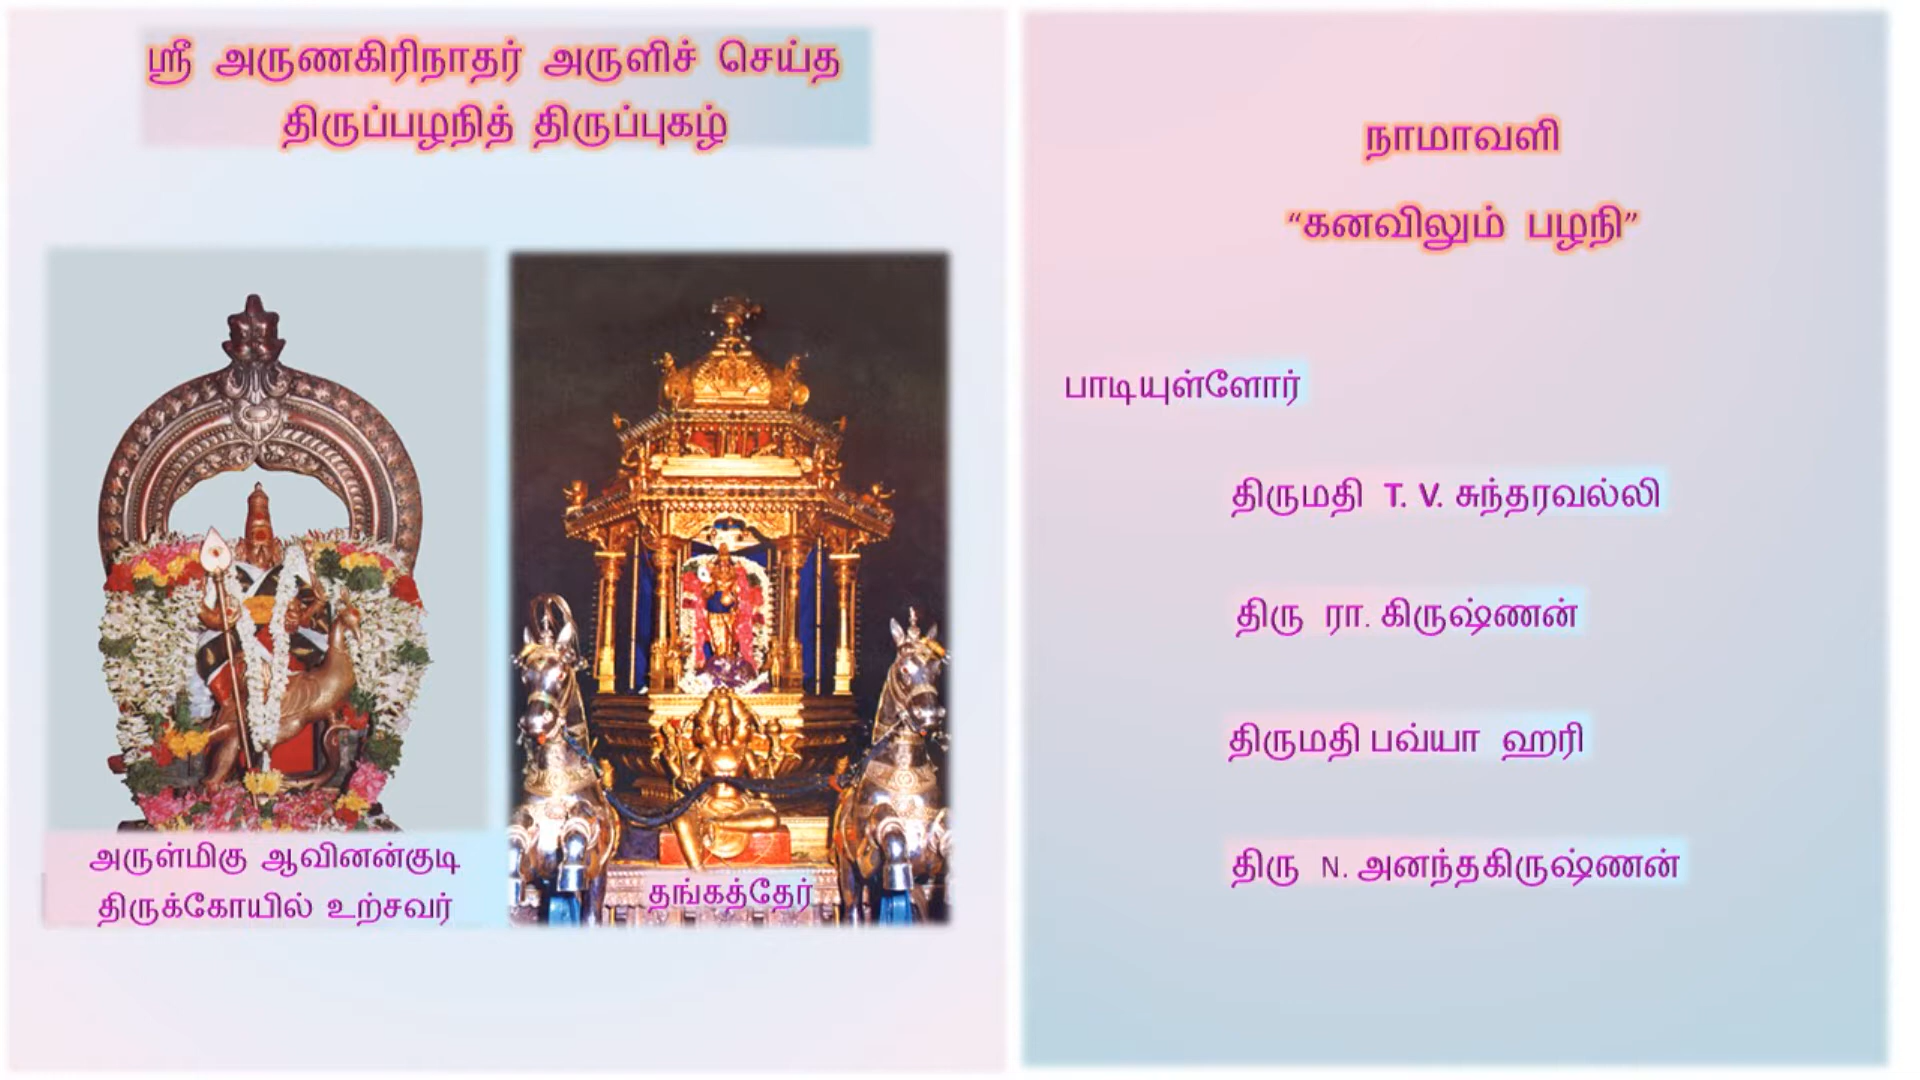 ஸ்ரீ அருணகிரிநாதர் அருளிச் செய்த
திருப்பழநித் திருப்புகழ்
அருள்மிகு ஆவினன்குடி
திருக்கோயில் உற்சவர்
தங்கத்தேர்
நாமாவளி
“கனவிலும் பழநி”
பாடியுள்ளோர்
திருமதி T. V. சுந்தரவல்லி
திரு ரா. கிருஷ்ணன்
திருமதி பவ்யா ஹரி
திரு N. அனந்தகிருஷ்ணன்